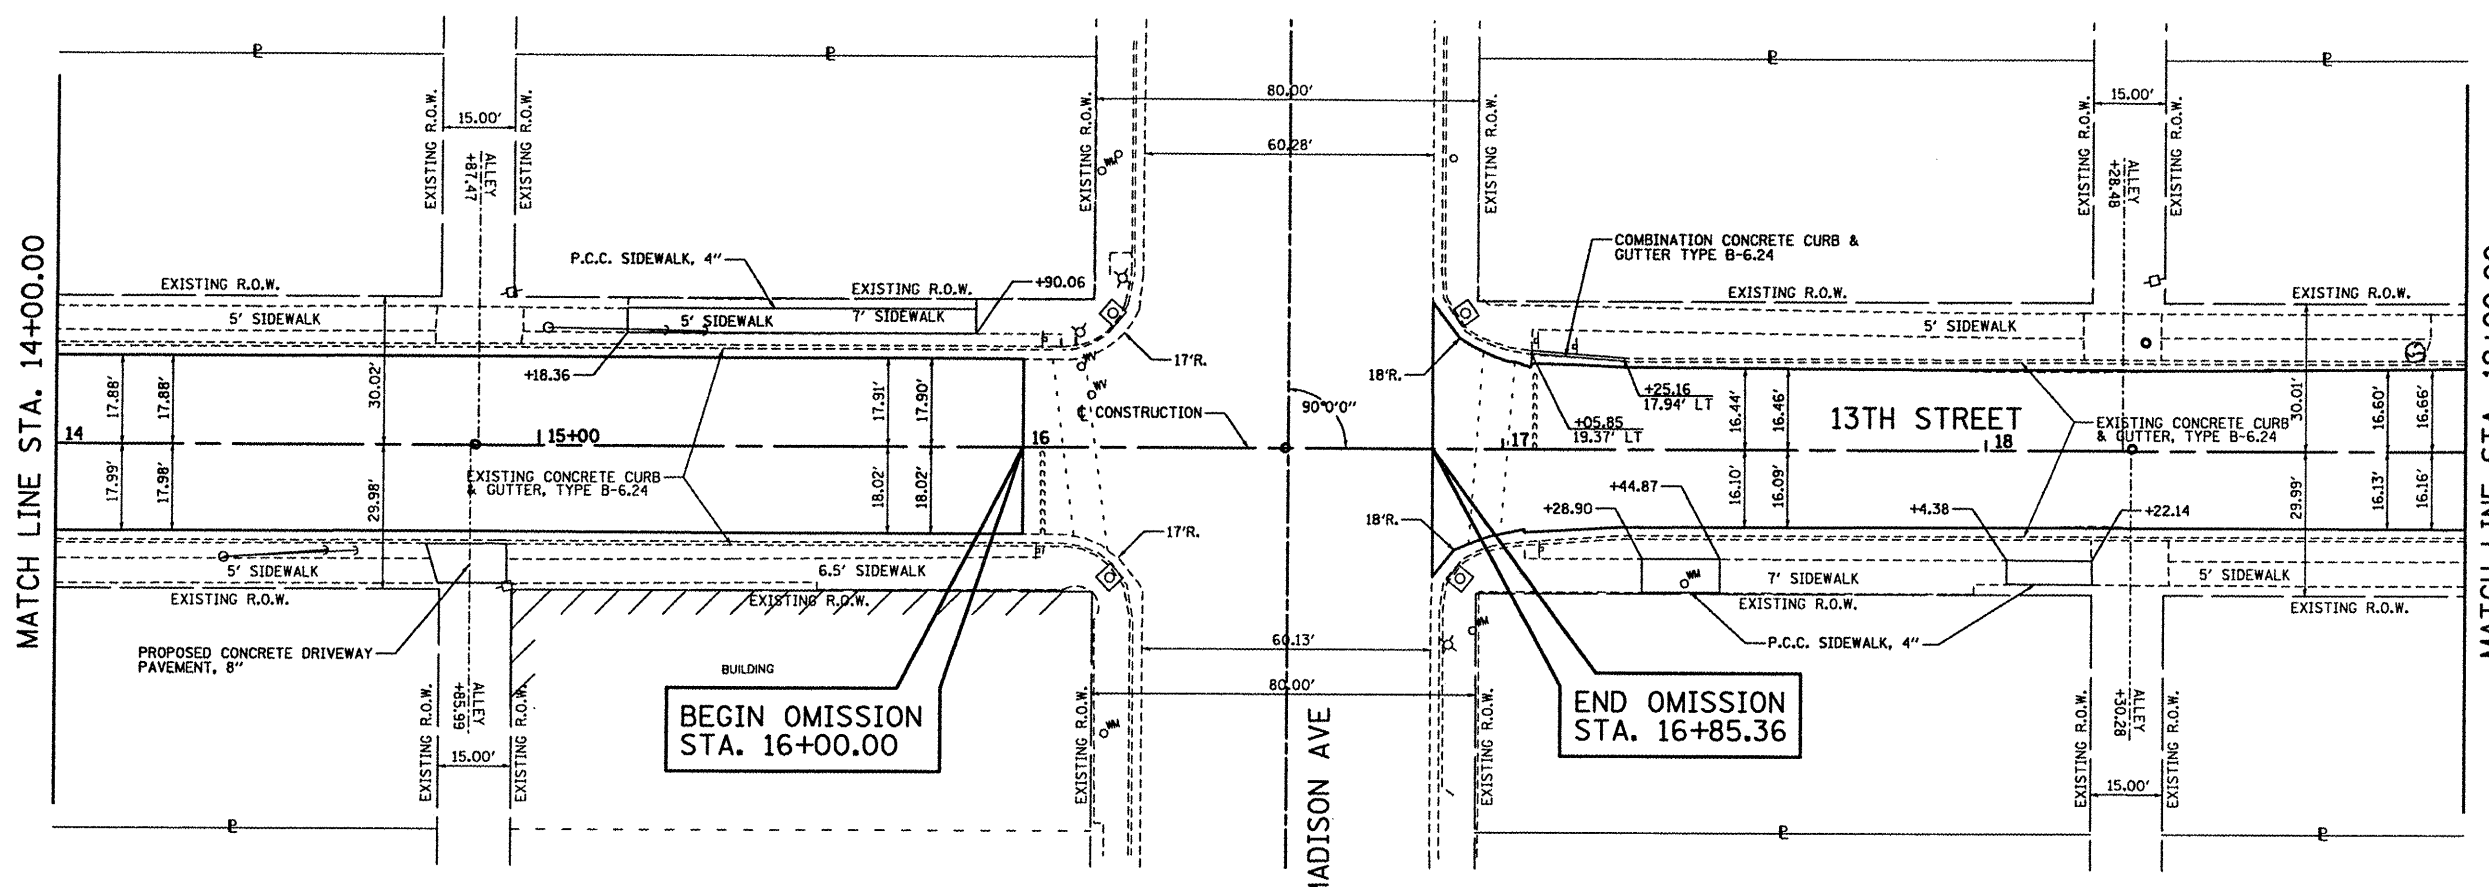 MATCH LINE STA. 14+00.00
15.00'
EXISTING R.O.W.
EXISTING R.O.W.
ALLEY
+87.47
P.C.C. SIDEWALK, 4"
EXISTING R.O.W.
EXISTING R.O.W.
+90.06
5' SIDEWALK
5' SIDEWALK
7' SIDEWALK
+18.36
17.88'
17.88'
30.02'
17.91'
17.90'
14
15+00
16
17.99'
17.98'
29.98'
18.02'
18.02'
EXISTING CONCRETE CURB
& GUTTER, TYPE B-6.24
5' SIDEWALK
6.5' SIDEWALK
EXISTING R.O.W.
EXISTING R.O.W.
PROPOSED CONCRETE DRIVEWAY
PAVEMENT, 8"
BUILDING
EXISTING R.O.W.
ALLEY
+85.99
EXISTING R.O.W.
15.00'
BEGIN OMISSION
STA. 16+00.00
80.00'
60.28'
EXISTING R.O.W.
EXISTING R.O.W.
WM
WV
WV
17'R.
18'R.
CONSTRUCTION
90°0'0"
17'R.
18'R.
60.13'
80.00'
EXISTING R.O.W.
EXISTING R.O.W.
WM
WM
MADISON AVE
END OMISSION
STA. 16+85.36
COMBINATION CONCRETE CURB &
GUTTER TYPE B-6.24
+25.16
17.94' LT
+05.85
19.37' LT
17
18
16.44'
16.46'
13TH STREET
16.10'
16.09'
EXISTING CONCRETE CURB
& GUTTER, TYPE B-6.24
30.01'
29.99'
16.60'
16.66'
16.13'
16.16'
15.00'
EXISTING R.O.W.
EXISTING R.O.W.
ALLEY
+28.48
EXISTING R.O.W.
EXISTING R.O.W.
5' SIDEWALK
+44.87
+28.90
+4.38
+22.14
WM
7' SIDEWALK
5' SIDEWALK
EXISTING R.O.W.
EXISTING R.O.W.
P.C.C. SIDEWALK, 4"
EXISTING R.O.W.
ALLEY
+30.28
EXISTING R.O.W.
15.00'